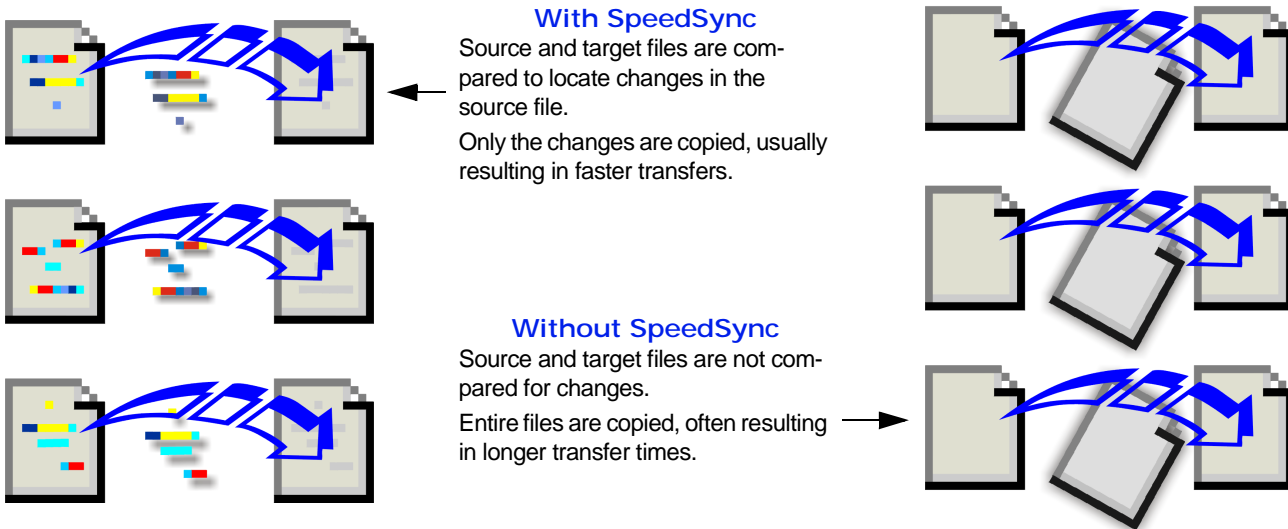 With SpeedSync
Source and target files are com-
pared to locate changes in the
source file.
Only the changes are copied, usually
resulting in faster transfers.
Without SpeedSync
Source and target files are not com-
pared for changes.
Entire files are copied, often resulting
in longer transfer times.